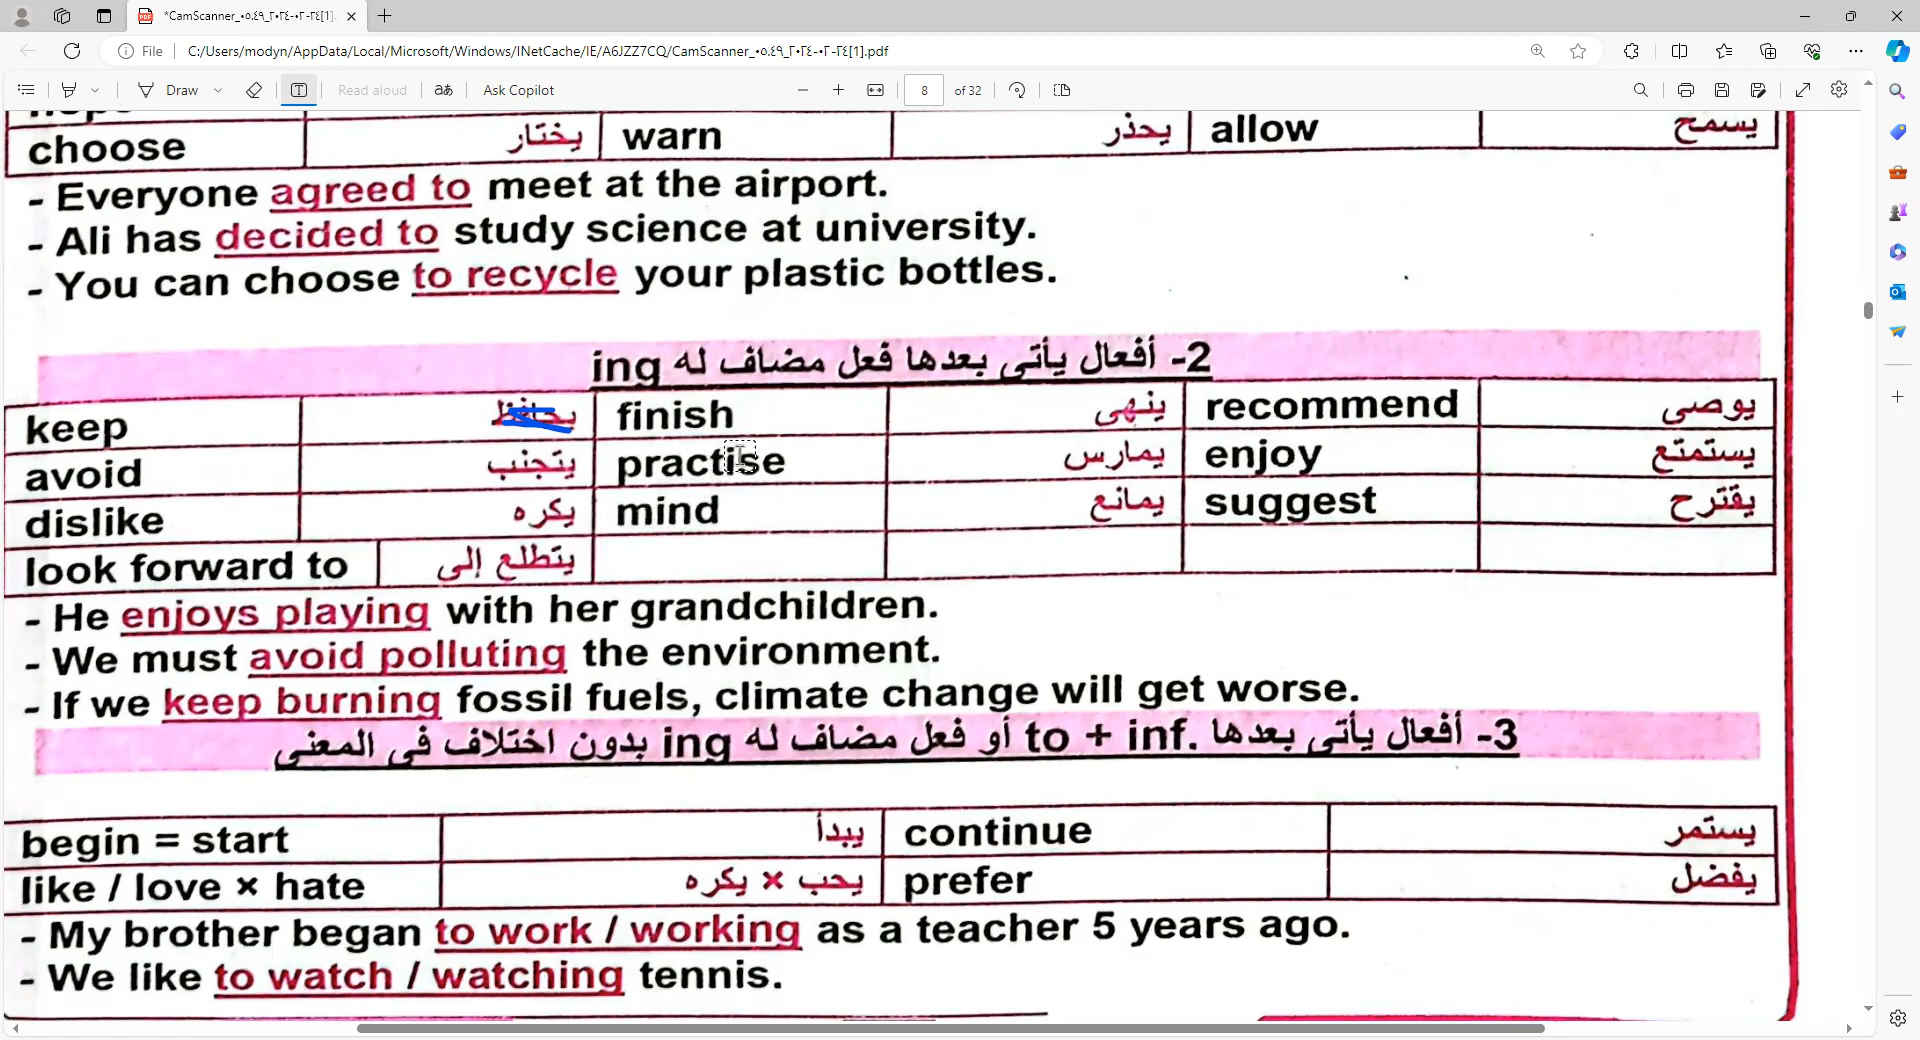 *CamScanner_٠٥.٤٩_٢٠٢٤-٠٢-٢٤[1].
File
C:/Users/modyn/AppData/Local/Microsoft/Windows/INetCache/IE/A6JZZ7CQ/CamScanner_٠٥.٤٩_٢٠٢٤-٠٢-٢٤[1].pdf
Draw
Read aloud
Ask Copilot
8 of 32
choose يختار warn يحذر allow يسمح
- Everyone agreed to meet at the airport.
- Ali has decided to study science at university.
- You can choose to recycle your plastic bottles.
2- أفعال يأتى بعدها فعل مضاف له ing
keep يحافظ finish ينهى recommend يوصى
avoid يتجنب practise يمارس enjoy يستمتع
dislike يكره mind يمانع suggest يقترح
look forward to يتطلع إلى
- He enjoys playing with her grandchildren.
- We must avoid polluting the environment.
- If we keep burning fossil fuels, climate change will get worse.
3- أفعال يأتى بعدها to + inf. أو فعل مضاف له ing بدون اختلاف فى المعنى
begin = start يبدأ continue يستمر
like / love × hate يحب × يكره prefer يفضل
- My brother began to work / working as a teacher 5 years ago.
- We like to watch / watching tennis.